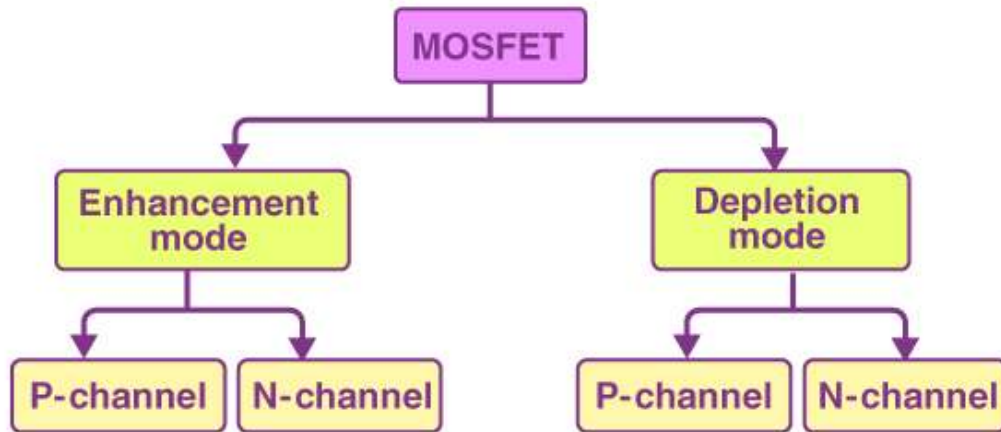 MOSFET
Enhancement
mode
Depletion
mode
P-channel
N-channel
P-channel
N-channel